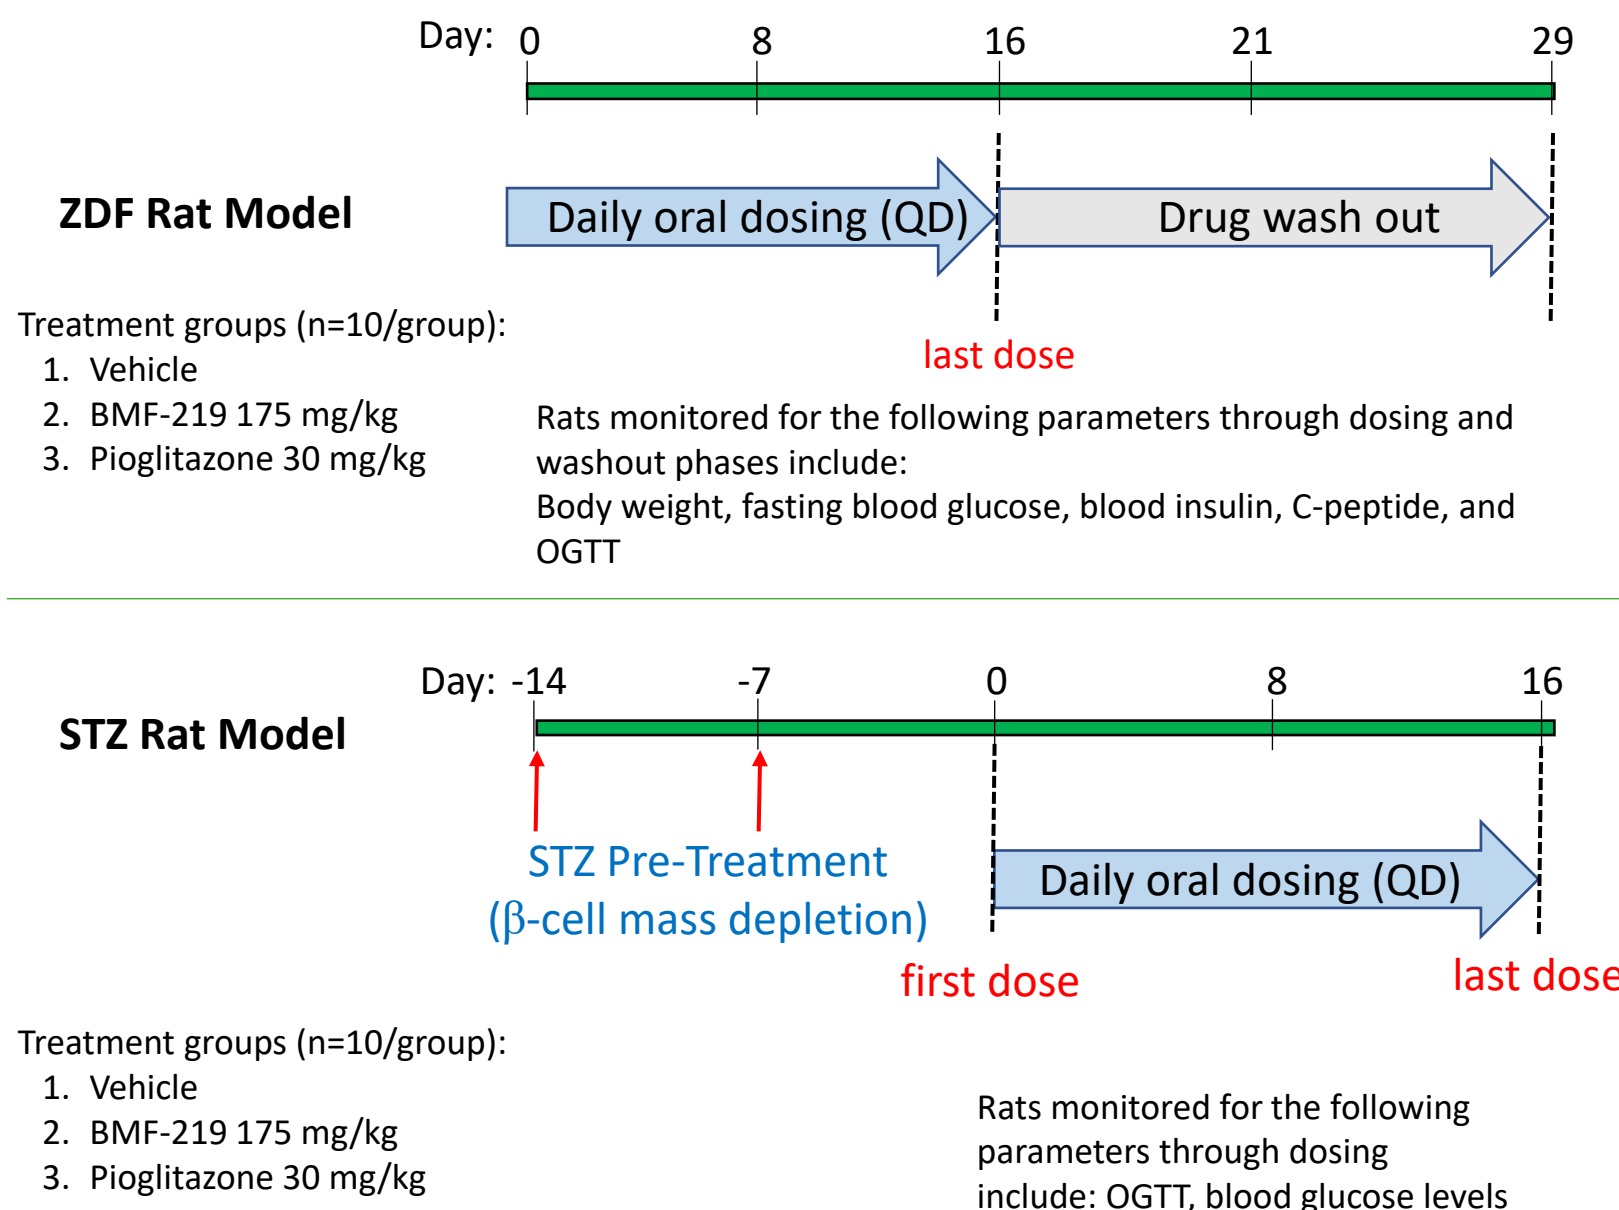 Day: 0 8 16 21 29
ZDF Rat Model
Daily oral dosing (QD)
Drug wash out
last dose
Treatment groups (n=10/group):
1. Vehicle
2. BMF-219 175 mg/kg
3. Pioglitazone 30 mg/kg
Rats monitored for the following parameters through dosing and
washout phases include:
Body weight, fasting blood glucose, blood insulin, C-peptide, and
OGTT
Day: -14 -7 0 8 16
STZ Rat Model
STZ Pre-Treatment
(β-cell mass depletion)
Daily oral dosing (QD)
first dose
last dose
Treatment groups (n=10/group):
1. Vehicle
2. BMF-219 175 mg/kg
3. Pioglitazone 30 mg/kg
Rats monitored for the following
parameters through dosing
include: OGTT, blood glucose levels